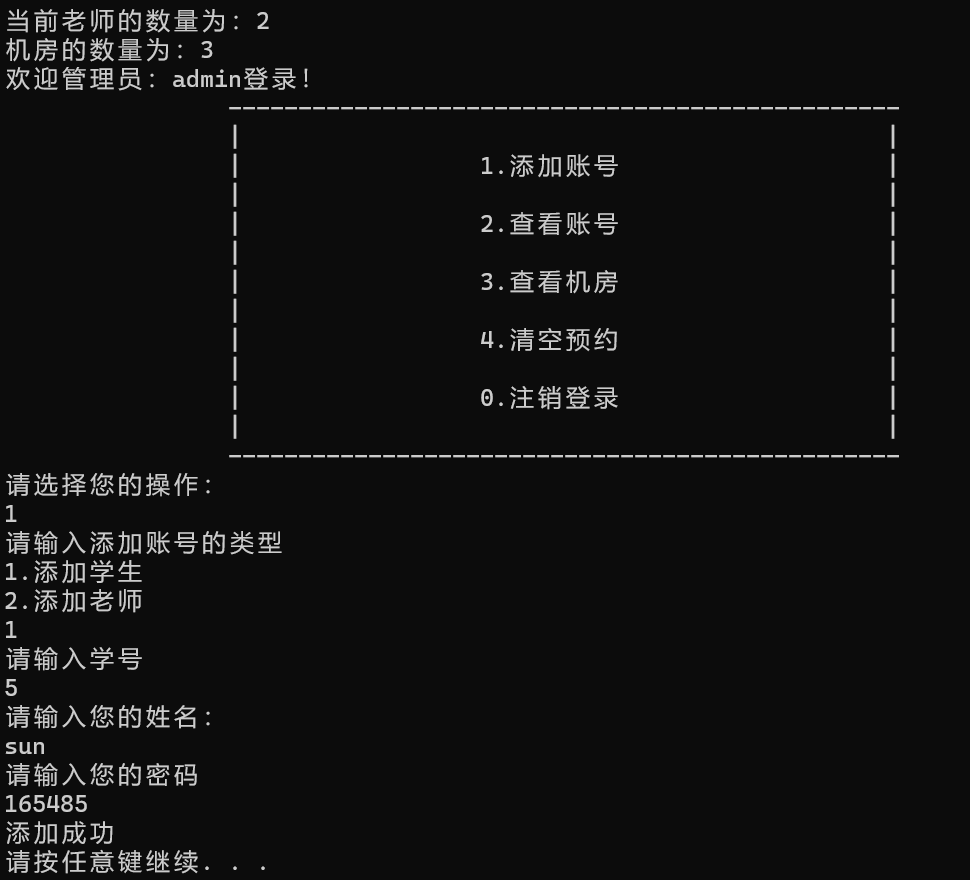 当前老师的数量为：2
机房的数量为：3
欢迎管理员：admin登录！
1.添加账号
2.查看账号
3.查看机房
4.清空预约
0.注销登录
请选择您的操作：
1
请输入添加账号的类型
1.添加学生
2.添加老师
1
请输入学号
5
请输入您的姓名：
sun
请输入您的密码
165485
添加成功
请按任意键继续. . .